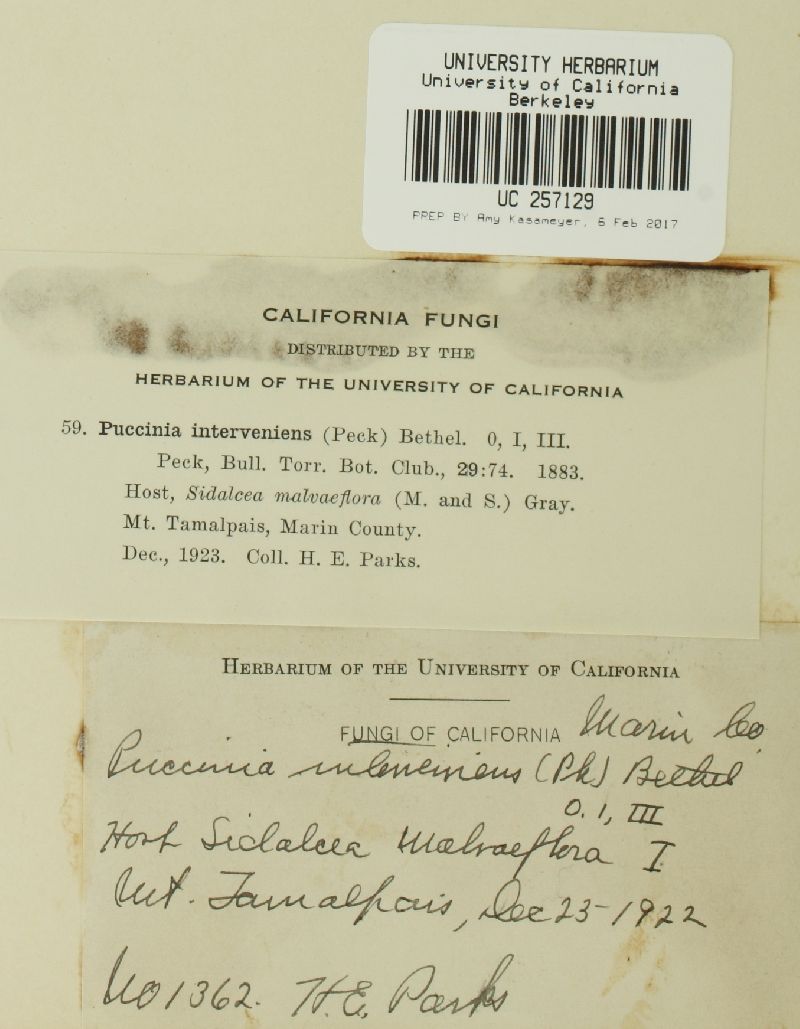 UNIVERSITY HERBARIUM
University of California
Berkeley
UC 257129
PREP BY Amy Kasameyer, 6 Feb 2017
CALIFORNIA FUNGI
DISTRIBUTED BY THE
HERBARIUM OF THE UNIVERSITY OF CALIFORNIA
59. Puccinia interveniens (Peck) Bethel. 0, I, III.
Peck, Bull. Torr. Bot. Club., 29:74. 1883.
Host, Sidalcea malvaeflora (M. and S.) Gray.
Mt. Tamalpais, Marin County.
Dec., 1923. Coll. H. E. Parks.
HERBARIUM OF THE UNIVERSITY OF CALIFORNIA
FUNGI OF CALIFORNIA Marin Co
Puccinia interveniens (Pk) Bethel
O. I, III
Host Sidalcea Malvaeflora I
Mt. Tamalpais, Dec 23-1922
No 1362. H.E. Parks